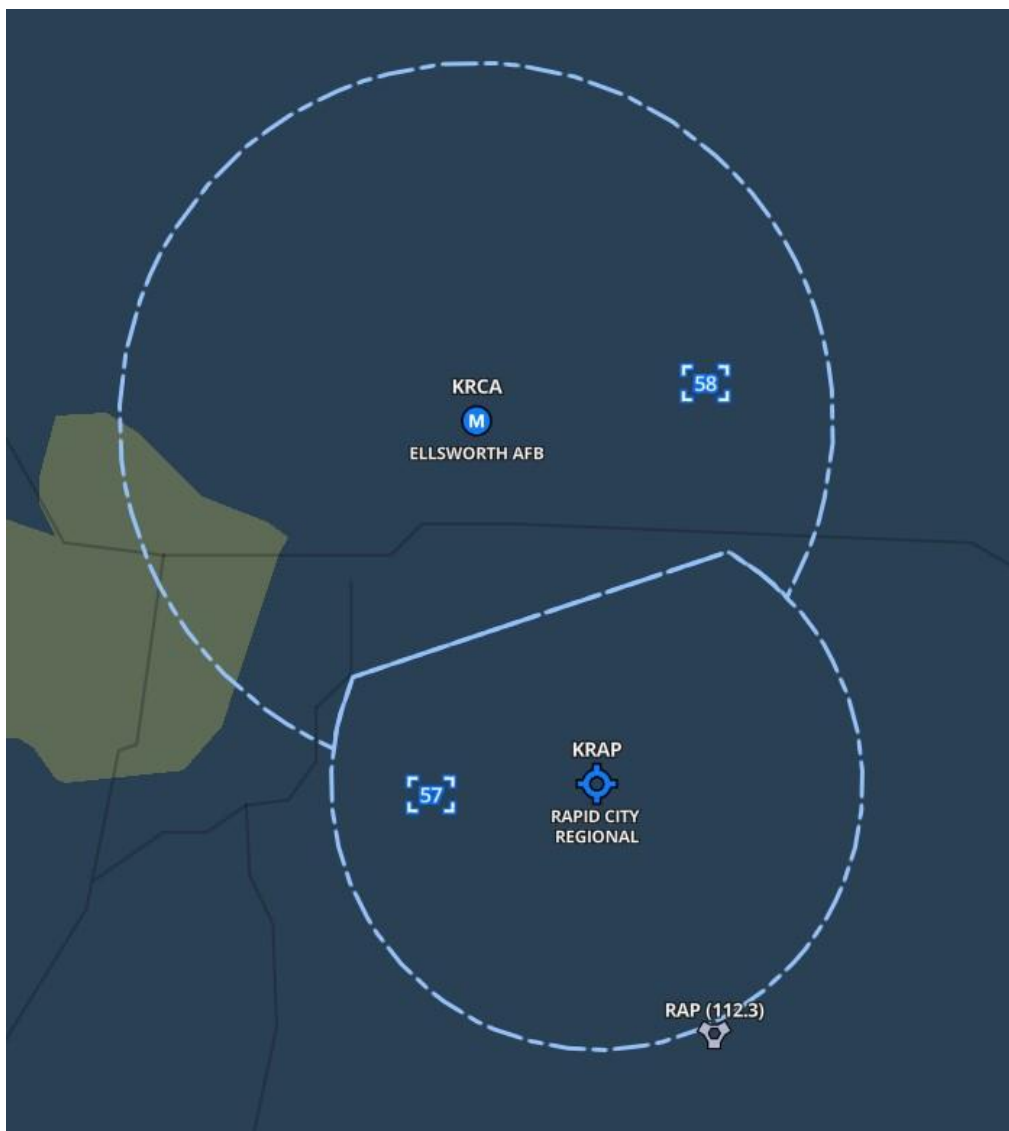 KRCA
58
M
ELLSWORTH AFB
KRAP
57
RAPID CITY
REGIONAL
RAP (112.3)